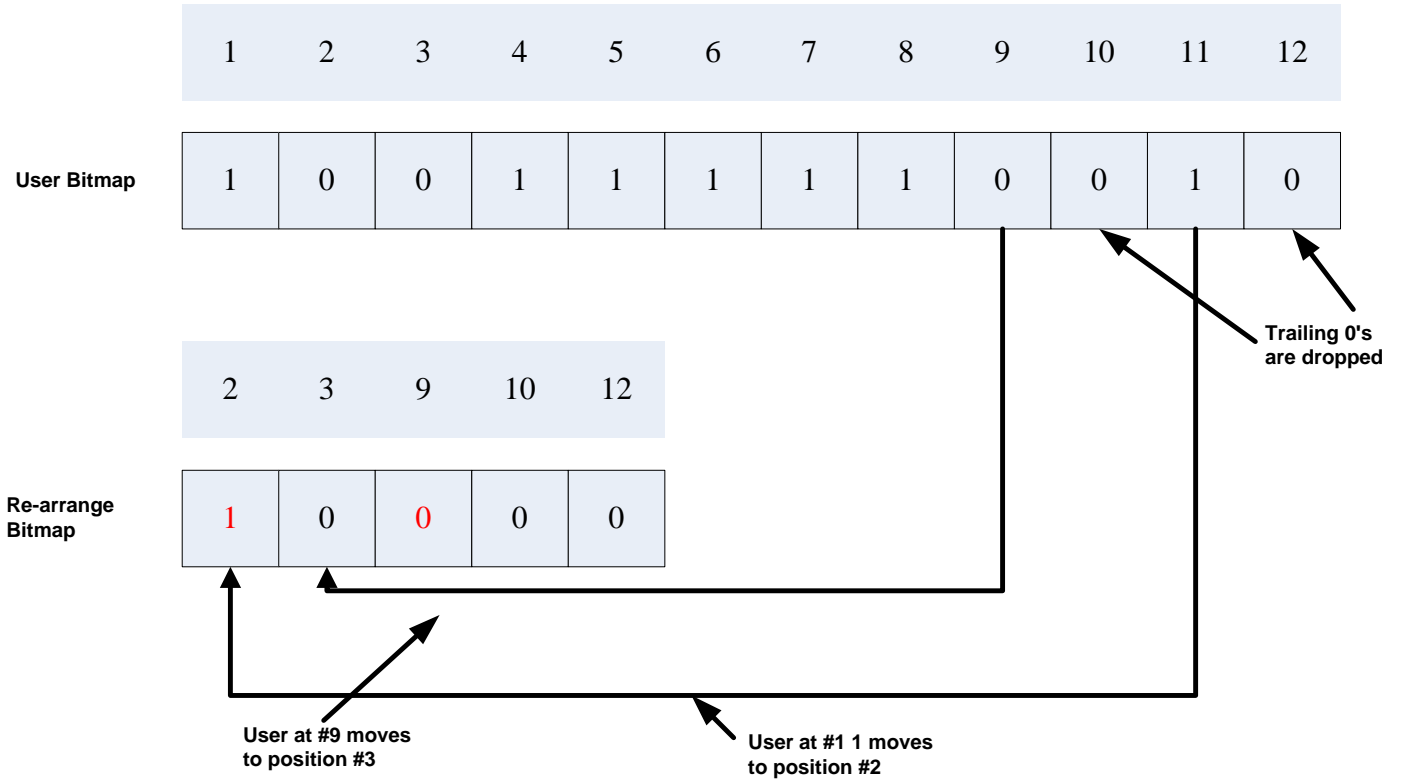 1 2 3 4 5 6 7 8 9 10 11 12
User Bitmap 1 0 0 1 1 1 1 1 0 0 1 0
Trailing 0's
are dropped
2 3 9 10 12
Re-arrange
Bitmap
1 0 0 0 0
User at #9 moves
to position #3
User at #1 1 moves
to position #2